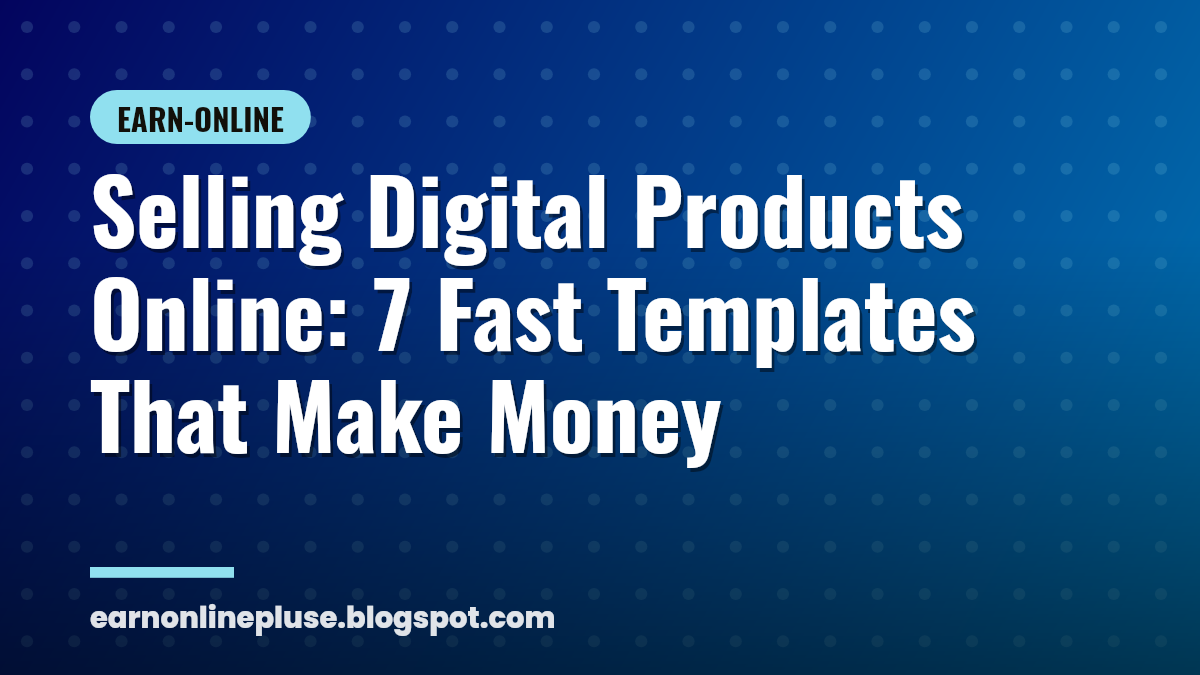 EARN-ONLINE
Selling Digital Products
Online: 7 Fast Templates
That Make Money
earnonlinepluse.blogspot.com